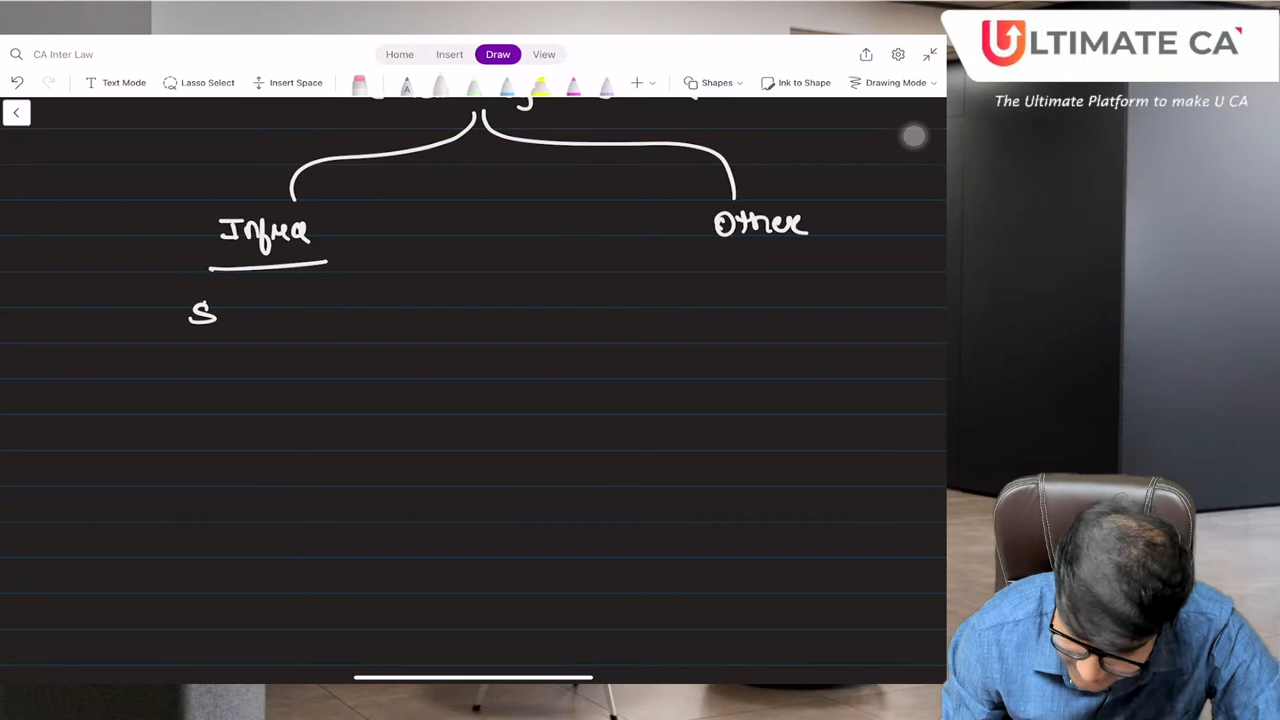 CA Inter Law
Home Insert Draw View
Text Mode Lasso Select Insert Space Shapes Ink to Shape Drawing Mode
ULTIMATE CA
The Ultimate Platform to make U CA
Infra
Other
S